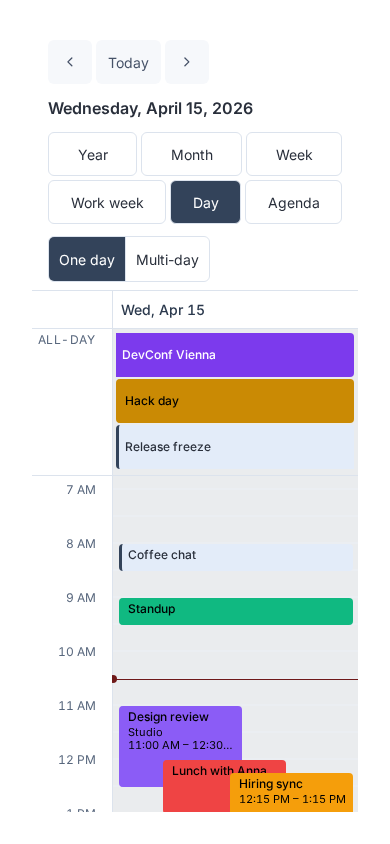 Today
Wednesday, April 15, 2026
Year Month Week
Work week Day Agenda
One day Multi-day
Wed, Apr 15
ALL-DAY
DevConf Vienna
Hack day
Release freeze
7 AM
8 AM
Coffee chat
9 AM
Standup
10 AM
11 AM
Design review
Studio
11:00 AM – 12:30...
12 PM
Lunch with Anna
Hiring sync
12:15 PM – 1:15 PM
1 PM